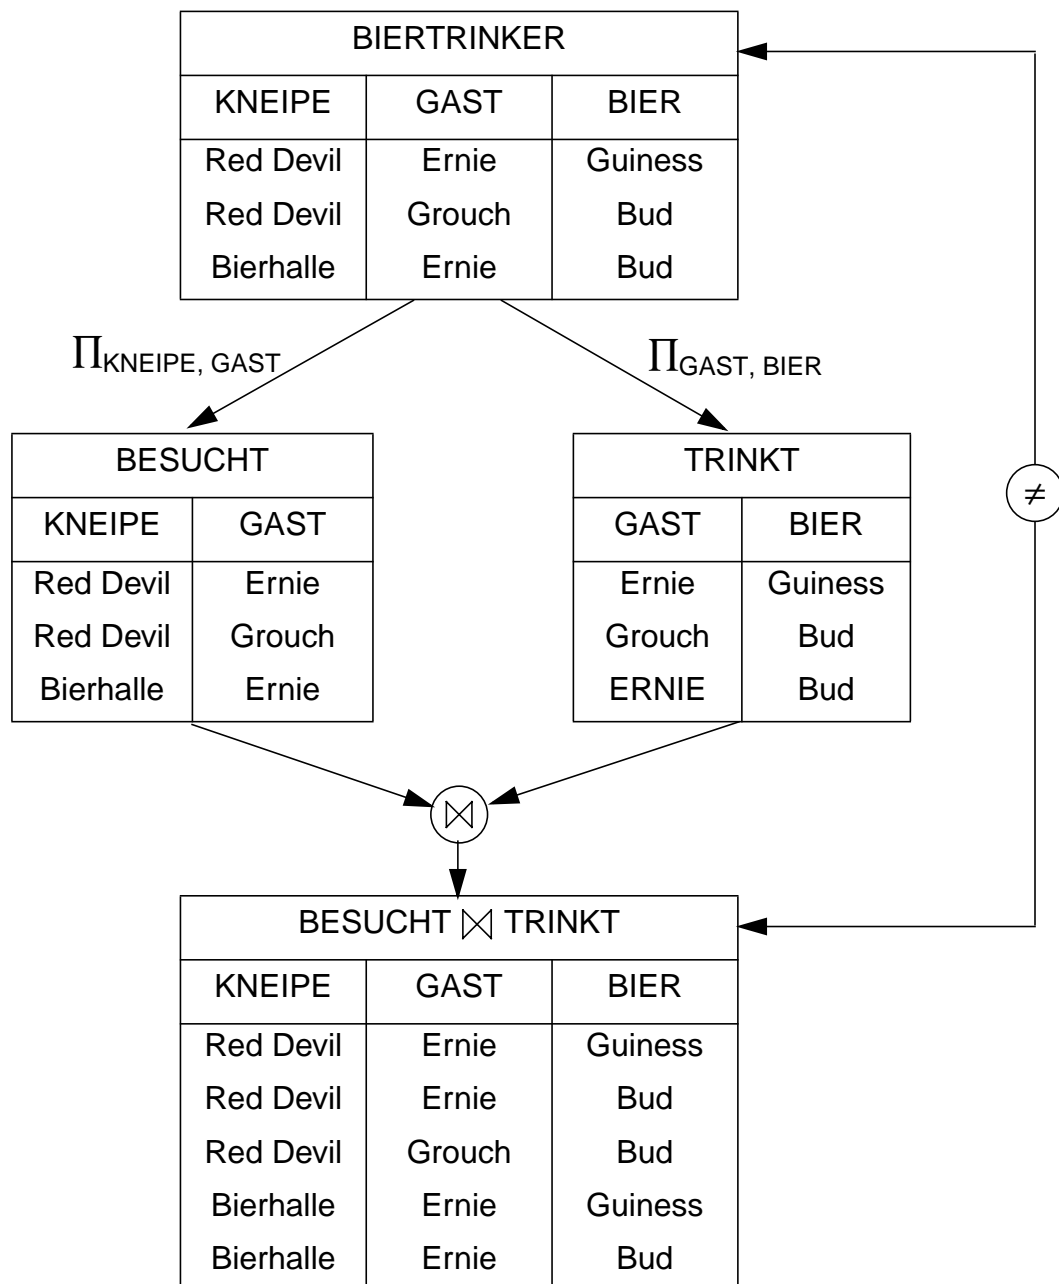 BIERTRINKER
KNEIPE GAST BIER
Red Devil Ernie Guiness
Red Devil Grouch Bud
Bierhalle Ernie Bud
Π KNEIPE, GAST
Π GAST, BIER
BESUCHT
KNEIPE GAST
Red Devil Ernie
Red Devil Grouch
Bierhalle Ernie
TRINKT
GAST BIER
Ernie Guiness
Grouch Bud
ERNIE Bud
≠
⋈
BESUCHT ⋈ TRINKT
KNEIPE GAST BIER
Red Devil Ernie Guiness
Red Devil Ernie Bud
Red Devil Grouch Bud
Bierhalle Ernie Guiness
Bierhalle Ernie Bud